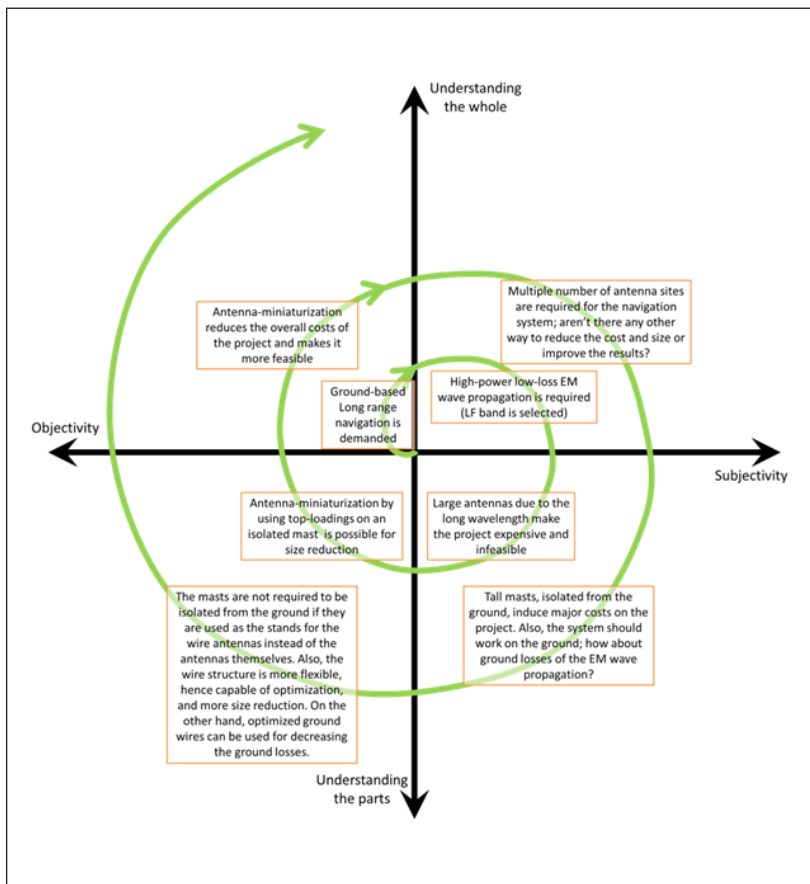 Understanding
the whole
Antenna-miniaturization
reduces the overall costs of
the project and makes it
more feasible
Multiple number of antenna sites
are required for the navigation
system; aren't there any other
way to reduce the cost and size or
improve the results?
Ground-based
Long range
navigation is
demanded
High-power low-loss EM
wave propagation is required
(LF band is selected)
Objectivity
Subjectivity
Antenna-miniaturization by
using top-loadings on an
isolated mast is possible for
size reduction
Large antennas due to the
long wavelength make
the project expensive and
infeasible
The masts are not required to be
isolated from the ground if they
are used as the stands for the
wire antennas instead of the
antennas themselves. Also, the
wire structure is more flexible,
hence capable of optimization,
and more size reduction. On the
other hand, optimized ground
wires can be used for decreasing
the ground losses.
Tall masts, isolated from the
ground, induce major costs on the
project. Also, the system should
work on the ground; how about
ground losses of the EM wave
propagation?
Understanding
the parts